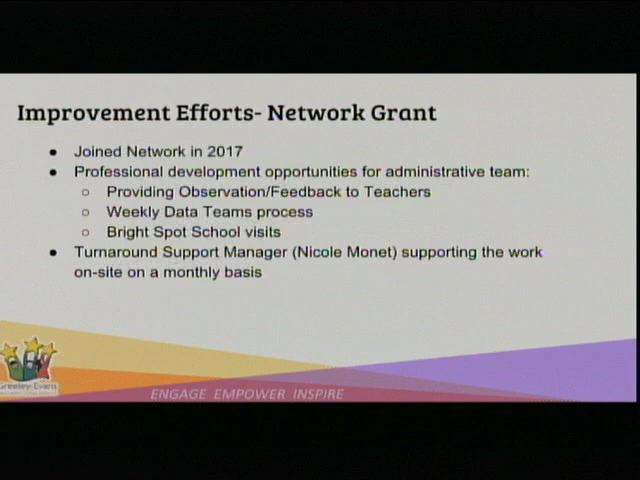 Improvement Efforts- Network Grant
● Joined Network in 2017
● Professional development opportunities for administrative team:
○ Providing Observation/Feedback to Teachers
○ Weekly Data Teams process
○ Bright Spot School visits
● Turnaround Support Manager (Nicole Monet) supporting the work
on-site on a monthly basis
Greeley-Evans
ENGAGE EMPOWER INSPIRE